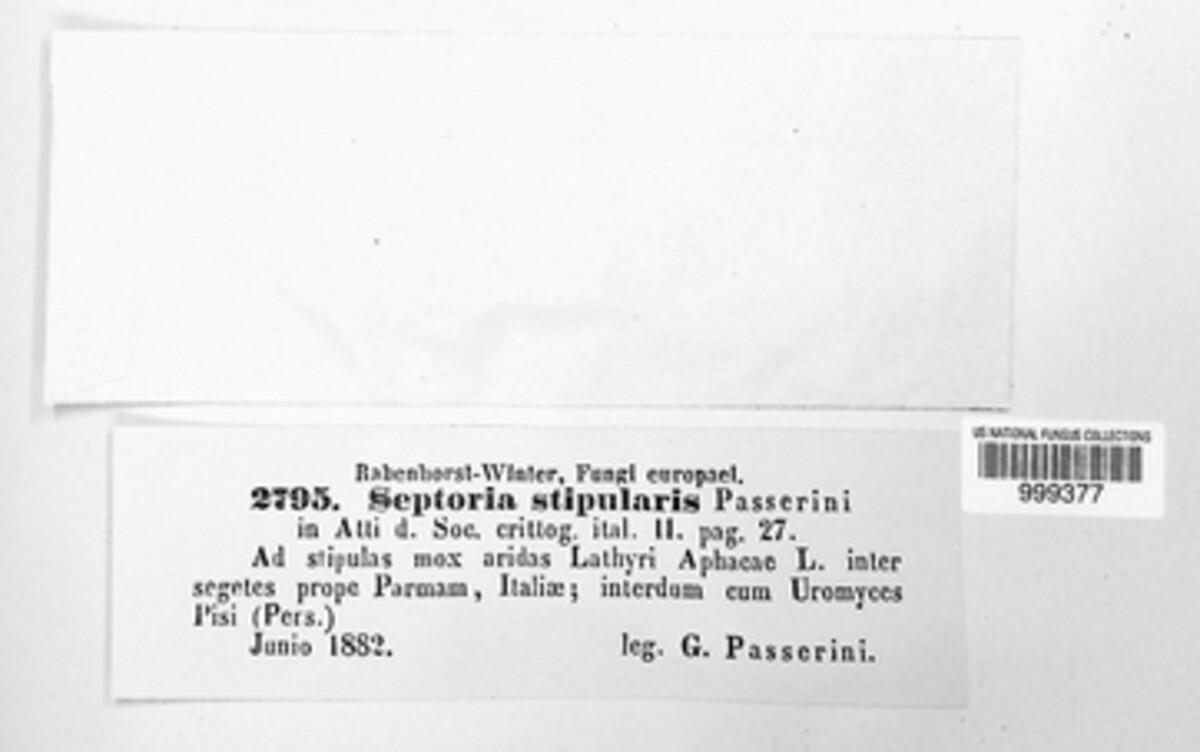 Rabenhorst-Winter, Fungi europaei.
2795. Septoria stipularis Passerini
in Atti d. Soc. crittog. ital. II. pag. 27.
Ad stipulas mox aridas Lathyri Aphacae L. inter
segetes prope Parmam, Italiæ; interdum cum Uromyces
Pisi (Pers.)
Junio 1882. leg. G. Passerini.
US NATIONAL FUNGUS COLLECTIONS
999377